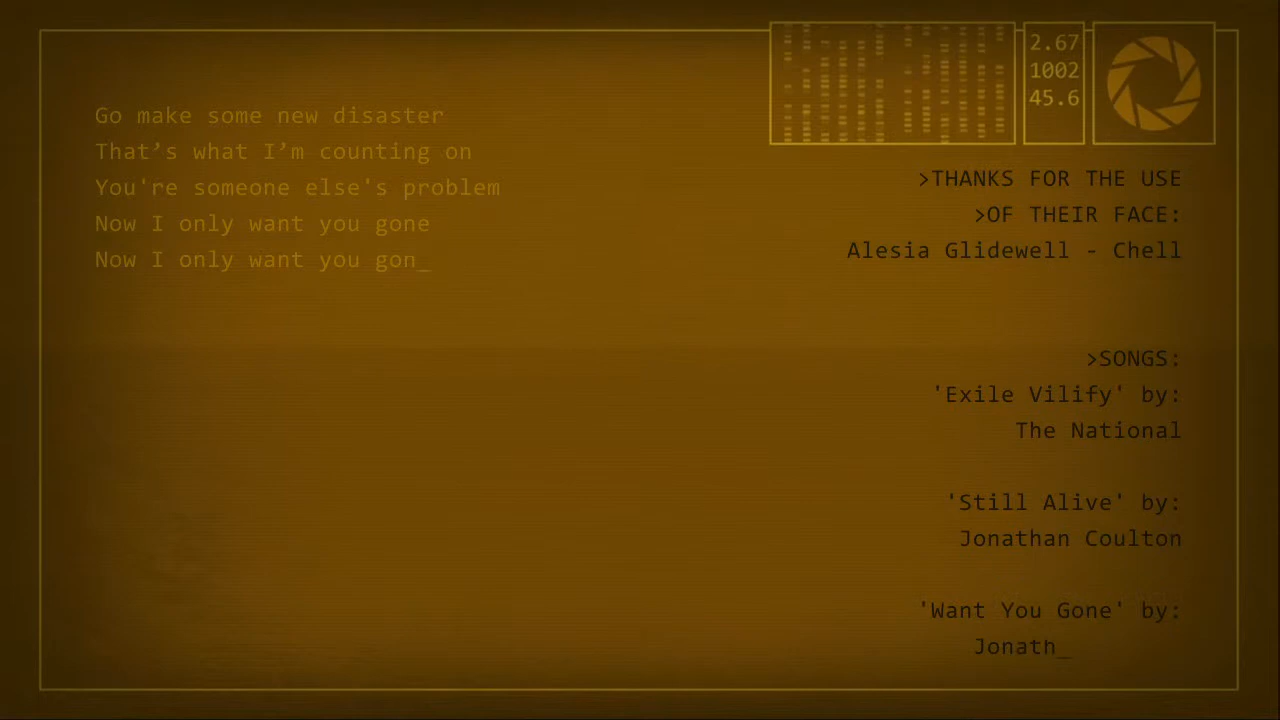 Go make some new disaster
That’s what I’m counting on
You're someone else's problem
Now I only want you gone
Now I only want you gon_
2.67
1002
45.6
>THANKS FOR THE USE
>OF THEIR FACE:
Alesia Glidewell - Chell
>SONGS:
'Exile Vilify' by:
The National
'Still Alive' by:
Jonathan Coulton
'Want You Gone' by:
Jonath_